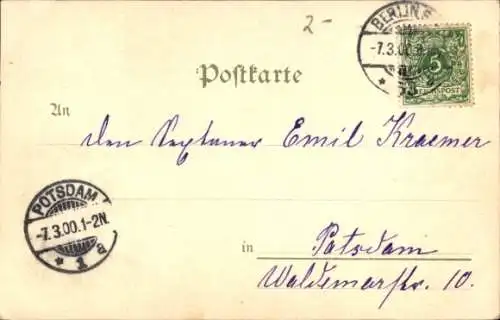 2-
BERLIN
-7.3.00.
5
REICHSPOST
Postkarte
An
den Sextaner Emil Kraemer
POTSDAM
-7.3.00.1-2N.
* 1 a
in Potsdam
Waldemarstr. 10.